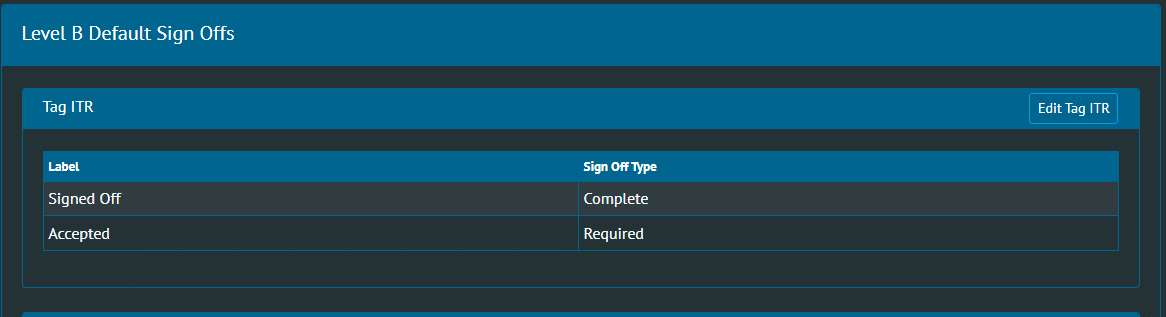 Level B Default Sign Offs
Tag ITR
Edit Tag ITR
Label Sign Off Type
Signed Off Complete
Accepted Required